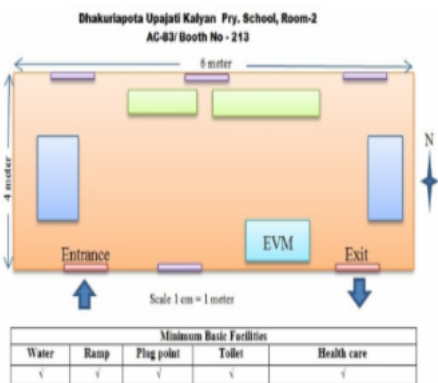 Dhakuriapota Upajati Kalyan Pry. School, Room-2
AC-83/ Booth No - 213
6 meter
4 meter
N
EVM
Entrance
Exit
Scale 1 cm = 1 meter
Minimum Basic Facilities
Water Ramp Plug point Toilet Health care
√ √ √ √ √